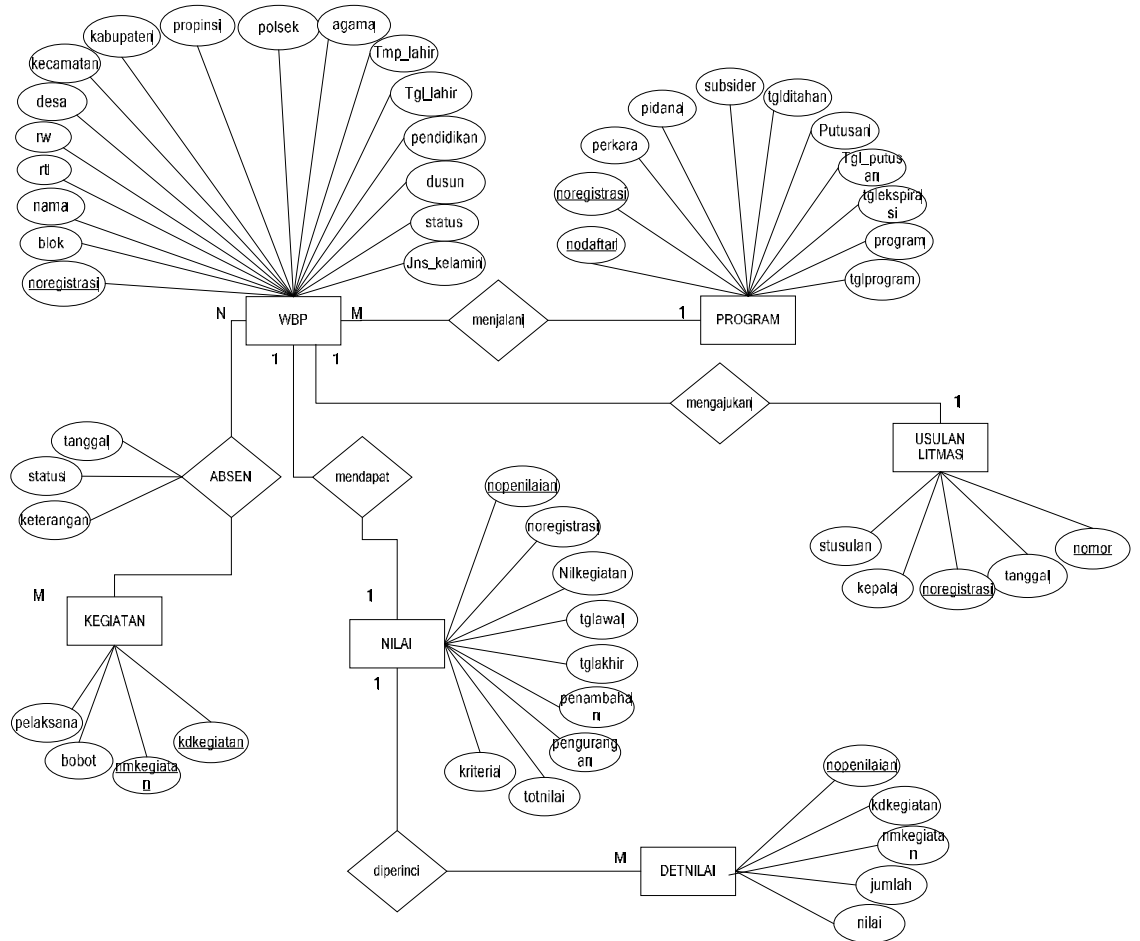 propinsi
polsek
agama
kabupaten
Tmp_lahir
kecamatan
Tgl_lahir
desa
pendidikan
rw
dusun
rt
nama
status
blok
Jns_kelamin
noregistrasi
subsider
tglditahan
pidana
Putusan
perkara
Tgl_putus
an
noregistrasi
tglekspira
si
nodaftar
program
tglprogram
N
WBP
M
menjalani
1
PROGRAM
1
1
mengajukan
1
USULAN
LITMAS
tanggal
status
keterangan
ABSEN
mendapat
stusulan
kepala
noregistrasi
tanggal
nomor
nopenilaian
noregistrasi
Nilkegiatan
tglawal
tglakhir
penambaha
n
pengurang
an
totnilai
kriteria
M
KEGIATAN
1
NILAI
1
pelaksana
bobot
nmkegiata
n
kdkegiatan
diperinci
M
DETNILAI
nopenilaian
kdkegiatan
nmkegiata
n
jumlah
nilai